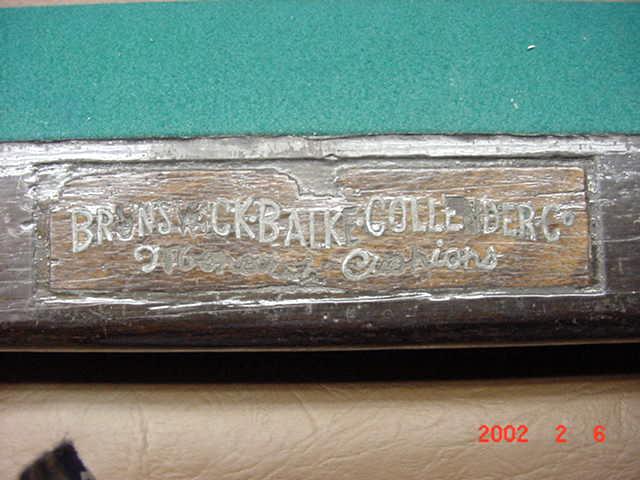 BRUNSWICK·BALKE·COLLENDER·Co
Monarch Cushions
2002 2 6